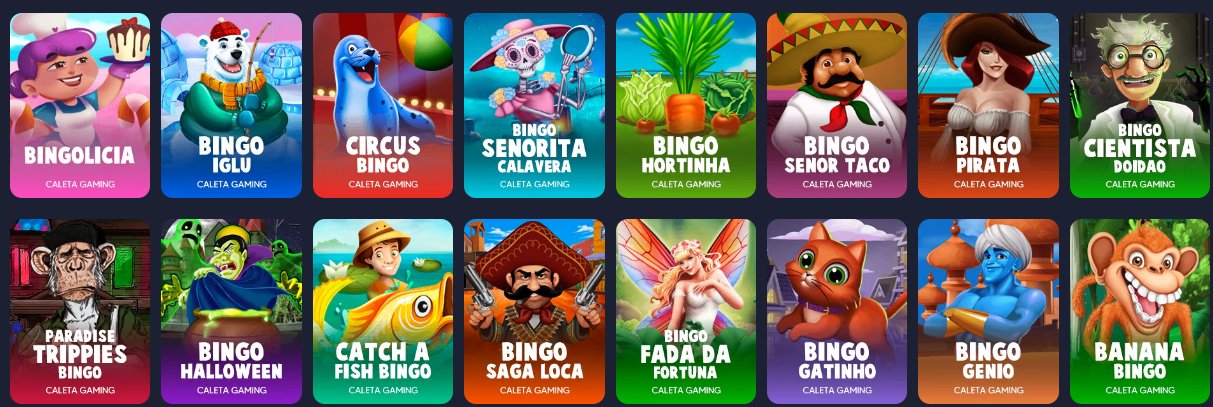 BINGOLICIA
CALETA GAMING
BINGO
IGLU
CALETA GAMING
CIRCUS
BINGO
CALETA GAMING
BINGO
SENORITA
CALAVERA
CALETA GAMING
BINGO
HORTINHA
CALETA GAMING
BINGO
SENOR TACO
CALETA GAMING
BINGO
PIRATA
CALETA GAMING
BINGO
CIENTISTA
DOIDAO
CALETA GAMING
PARADISE
TRIPPIES
BINGO
CALETA GAMING
BINGO
HALLOWEEN
CALETA GAMING
CATCH A
FISH BINGO
CALETA GAMING
BINGO
SAGA LOCA
CALETA GAMING
BINGO
FADA DA
FORTUNA
CALETA GAMING
BINGO
GATINHO
CALETA GAMING
BINGO
GENIO
CALETA GAMING
BANANA
BINGO
CALETA GAMING